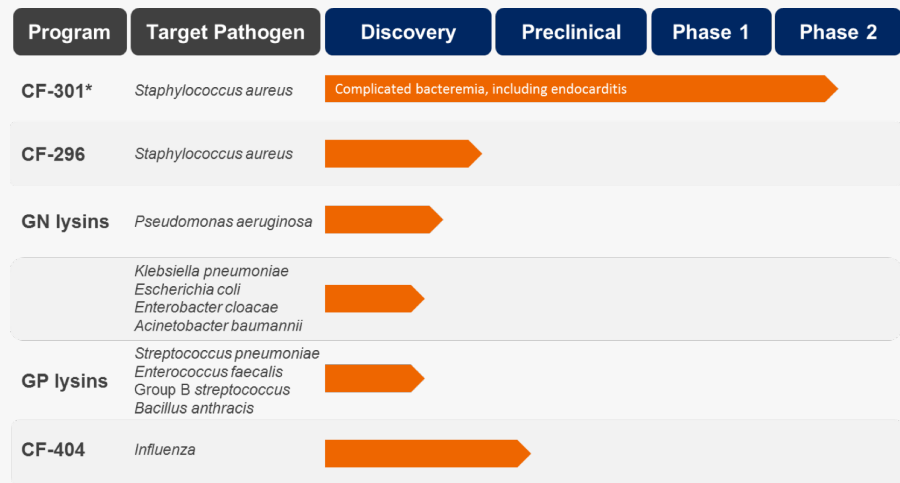 Program Target Pathogen Discovery Preclinical Phase 1 Phase 2
CF-301* Staphylococcus aureus Complicated bacteremia, including endocarditis
CF-296 Staphylococcus aureus
GN lysins Pseudomonas aeruginosa
Klebsiella pneumoniae
Escherichia coli
Enterobacter cloacae
Acinetobacter baumannii
GP lysins
Streptococcus pneumoniae
Enterococcus faecalis
Group B streptococcus
Bacillus anthracis
CF-404 Influenza